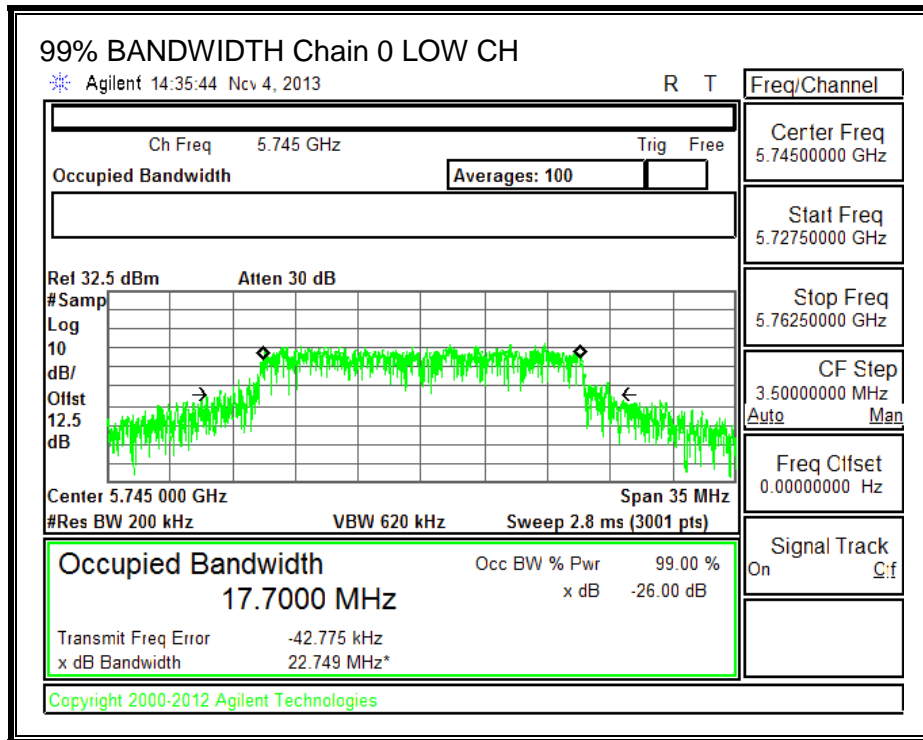 99% BANDWIDTH Chain 0 LOW CH
Agilent 14:35:44 Nov 4, 2013 R T
Freq/Channel
Ch Freq 5.745 GHz Trig Free
Occupied Bandwidth Averages: 100
Center Freq
5.74500000 GHz
Start Freq
5.72750000 GHz
Stop Freq
5.76250000 GHz
CF Step
3.50000000 MHz
Auto Man
Freq Offset
0.00000000 Hz
Signal Track
On Off
Ref 32.5 dBm Atten 30 dB
#Samp
Log
10
dB/
Offst
12.5
dB
Center 5.745 000 GHz Span 35 MHz
#Res BW 200 kHz VBW 620 kHz Sweep 2.8 ms (3001 pts)
Occupied Bandwidth Occ BW % Pwr 99.00 %
17.7000 MHz x dB -26.00 dB
Transmit Freq Error -42.775 kHz
x dB Bandwidth 22.749 MHz*
Copyright 2000-2012 Agilent Technologies